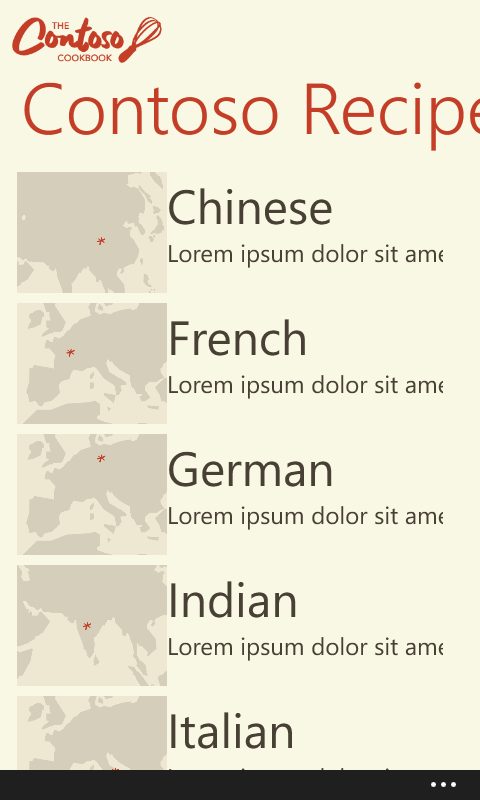 THE
Contoso
COOKBOOK
Contoso Recipe
Chinese
Lorem ipsum dolor sit ame
French
Lorem ipsum dolor sit ame
German
Lorem ipsum dolor sit ame
Indian
Lorem ipsum dolor sit ame
Italian